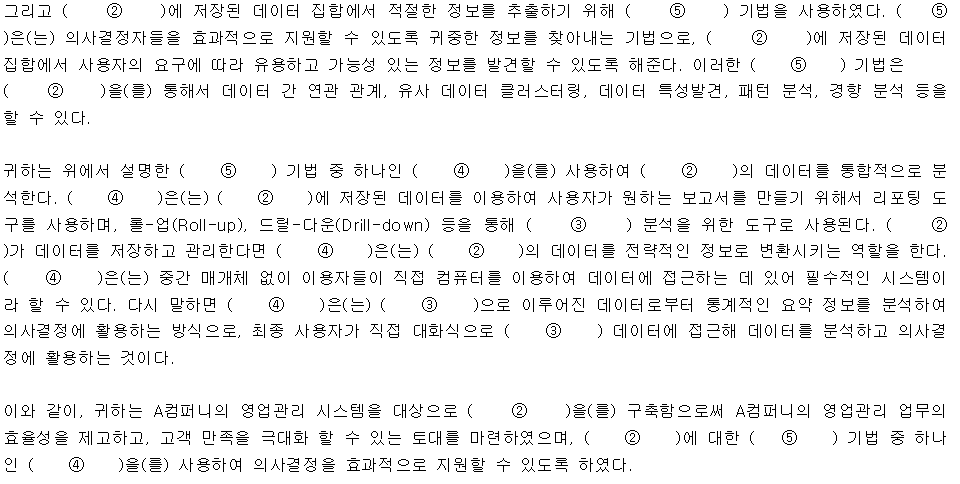 그리고 ( ② )에 저장된 데이터 집합에서 적절한 정보를 추출하기 위해 ( ⑤ ) 기법을 사용하였다. ( ⑤
)은(는) 의사결정자들을 효과적으로 지원할 수 있도록 귀중한 정보를 찾아내는 기법으로, ( ② )에 저장된 데이터
집합에서 사용자의 요구에 따라 유용하고 가능성 있는 정보를 발견할 수 있도록 해준다. 이러한 ( ⑤ ) 기법은
( ② )을(를) 통해서 데이터 간 연관 관계, 유사 데이터 클러스터링, 데이터 특성발견, 패턴 분석, 경향 분석 등을
할 수 있다.
귀하는 위에서 설명한 ( ⑤ ) 기법 중 하나인 ( ④ )을(를) 사용하여 ( ② )의 데이터를 통합적으로 분
석한다. ( ④ )은(는) ( ② )에 저장된 데이터를 이용하여 사용자가 원하는 보고서를 만들기 위해서 리포팅 도
구를 사용하며, 롤-업(Roll-up), 드릴-다운(Drill-down) 등을 통해 ( ③ ) 분석을 위한 도구로 사용된다. ( ②
)가 데이터를 저장하고 관리한다면 ( ④ )은(는) ( ② )의 데이터를 전략적인 정보로 변환시키는 역할을 한다.
( ④ )은(는) 중간 매개체 없이 이용자들이 직접 컴퓨터를 이용하여 데이터에 접근하는 데 있어 필수적인 시스템이
라 할 수 있다. 다시 말하면 ( ④ )은(는) ( ③ )으로 이루어진 데이터로부터 통계적인 요약 정보를 분석하여
의사결정에 활용하는 방식으로, 최종 사용자가 직접 대화식으로 ( ③ ) 데이터에 접근해 데이터를 분석하고 의사결
정에 활용하는 것이다.
이와 같이, 귀하는 A컴퍼니의 영업관리 시스템을 대상으로 ( ② )을(를) 구축함으로써 A컴퍼니의 영업관리 업무의
효율성을 제고하고, 고객 만족을 극대화 할 수 있는 토대를 마련하였으며, ( ② )에 대한 ( ⑤ ) 기법 중 하나
인 ( ④ )을(를) 사용하여 의사결정을 효과적으로 지원할 수 있도록 하였다.